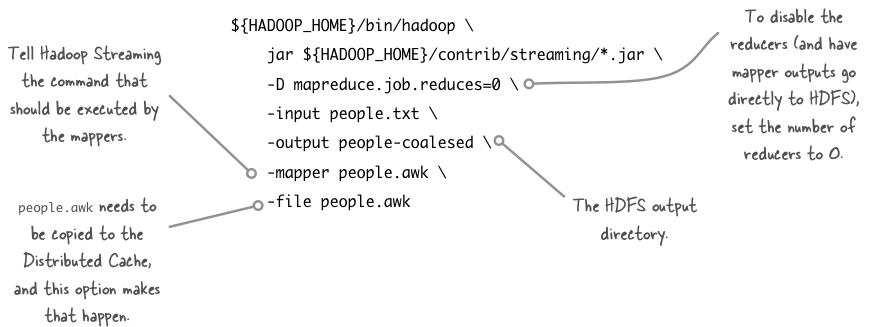 ${HADOOP_HOME}/bin/hadoop \
jar ${HADOOP_HOME}/contrib/streaming/*.jar \
-D mapreduce.job.reduces=0 \
-input people.txt \
-output people-coalesed \
-mapper people.awk \
-file people.awk
Tell Hadoop Streaming
the command that
should be executed by
the mappers.
people.awk needs to
be copied to the
Distributed Cache,
and this option makes
that happen.
To disable the
reducers (and have
mapper outputs go
directly to HDFS),
set the number of
reducers to 0.
The HDFS output
directory.